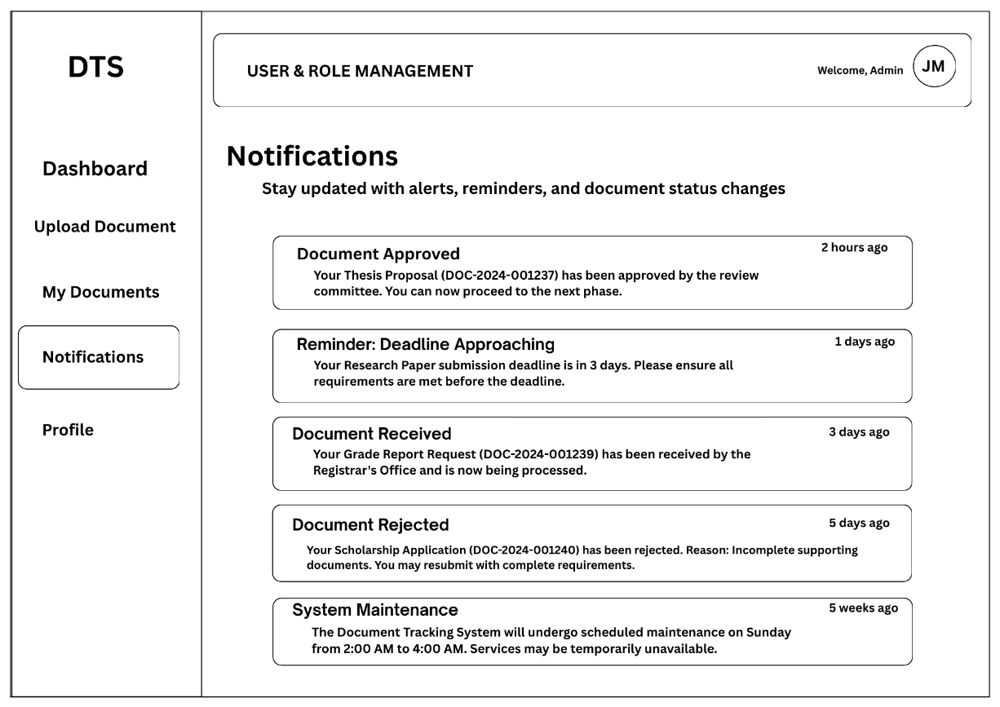 DTS
Dashboard
Upload Document
My Documents
Notifications
Profile
USER & ROLE MANAGEMENT
Welcome, Admin
JM
Notifications
Stay updated with alerts, reminders, and document status changes
Document Approved
2 hours ago
Your Thesis Proposal (DOC-2024-001237) has been approved by the review
committee. You can now proceed to the next phase.
Reminder: Deadline Approaching
1 days ago
Your Research Paper submission deadline is in 3 days. Please ensure all
requirements are met before the deadline.
Document Received
3 days ago
Your Grade Report Request (DOC-2024-001239) has been received by the
Registrar's Office and is now being processed.
Document Rejected
5 days ago
Your Scholarship Application (DOC-2024-001240) has been rejected. Reason: Incomplete supporting
documents. You may resubmit with complete requirements.
System Maintenance
5 weeks ago
The Document Tracking System will undergo scheduled maintenance on Sunday
from 2:00 AM to 4:00 AM. Services may be temporarily unavailable.